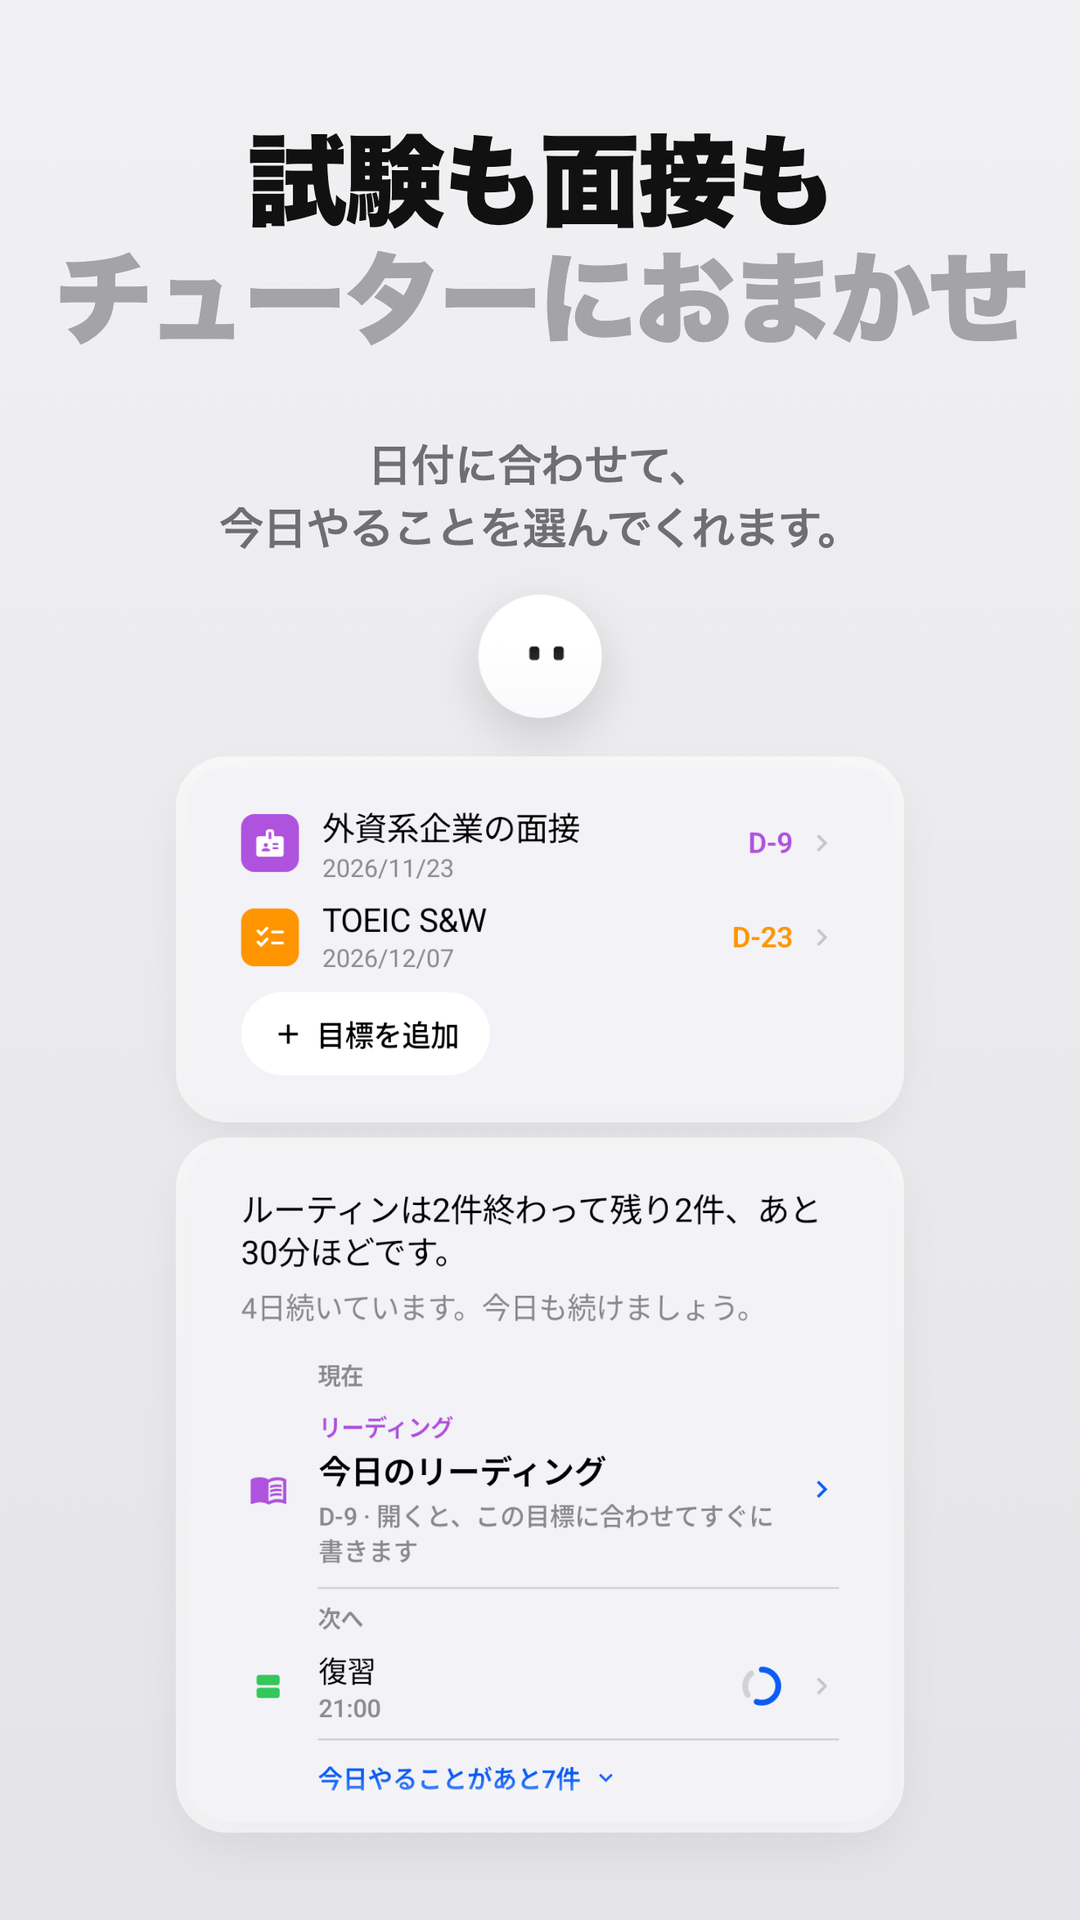 試験も面接も
チューターにおまかせ
日付に合わせて、
今日やることを選んでくれます。
外資系企業の面接
D-9
2026/11/23
TOEIC S&W
D-23
2026/12/07
+ 目標を追加
ルーティンは2件終わって残り2件、あと
30分ほどです。
4日続いています。今日も続けましょう。
現在
リーディング
今日のリーディング
D-9 · 開くと、この目標に合わせてすぐに
書きます
次へ
復習
21:00
今日やることがあと7件